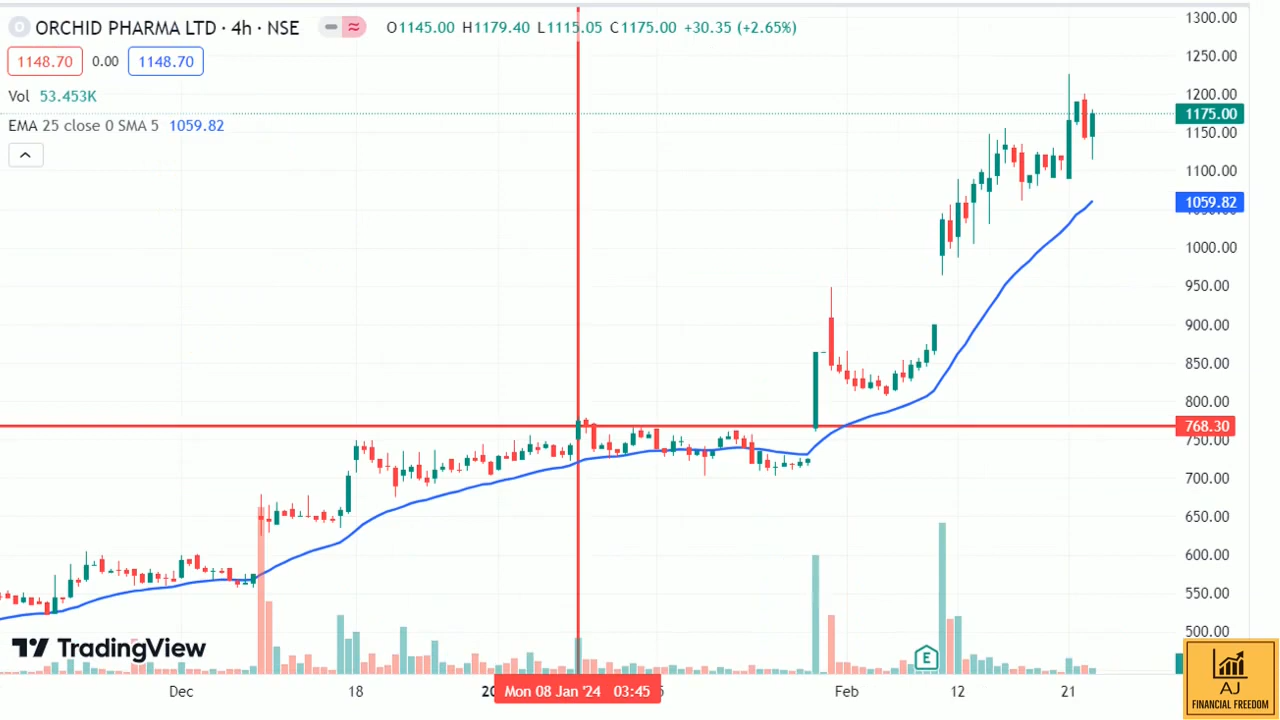 ORCHID PHARMA LTD · 4h · NSE O1145.00 H1179.40 L1115.05 C1175.00 +30.35 (+2.65%)
1148.70 0.00 1148.70
Vol 53.453K
EMA 25 close 0 SMA 5 1059.82
1300.00
1250.00
1200.00
1175.00
1150.00
1100.00
1059.82
1000.00
950.00
900.00
850.00
800.00
768.30
750.00
700.00
650.00
600.00
550.00
500.00
E
TradingView
Dec 18 Mon 08 Jan '24 03:45 Feb 12 21
AJ
FINANCIAL FREEDOM